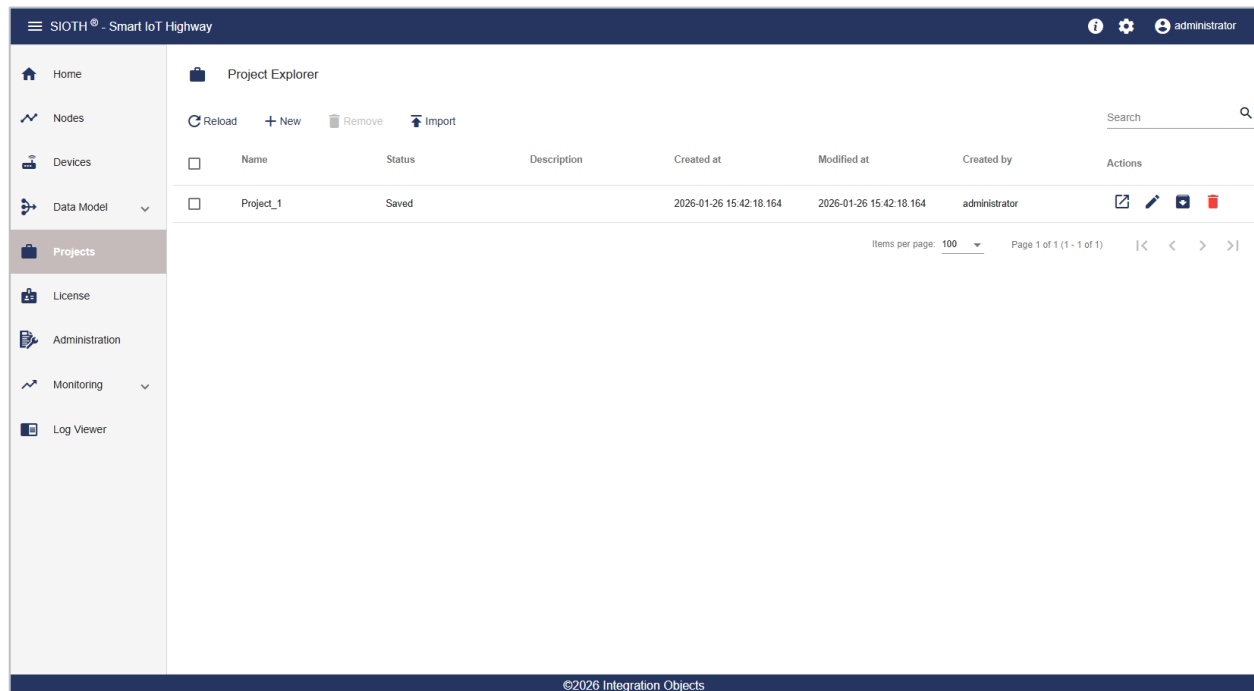 SIOTH ® - Smart IoT Highway
administrator
Home
Nodes
Devices
Data Model
Projects
License
Administration
Monitoring
Log Viewer
Project Explorer
Reload New Remove Import
Search
Name Status Description Created at Modified at Created by Actions
Project_1 Saved 2026-01-26 15:42:18.164 2026-01-26 15:42:18.164 administrator
Items per page: 100 Page 1 of 1 (1 - 1 of 1)
©2026 Integration Objects